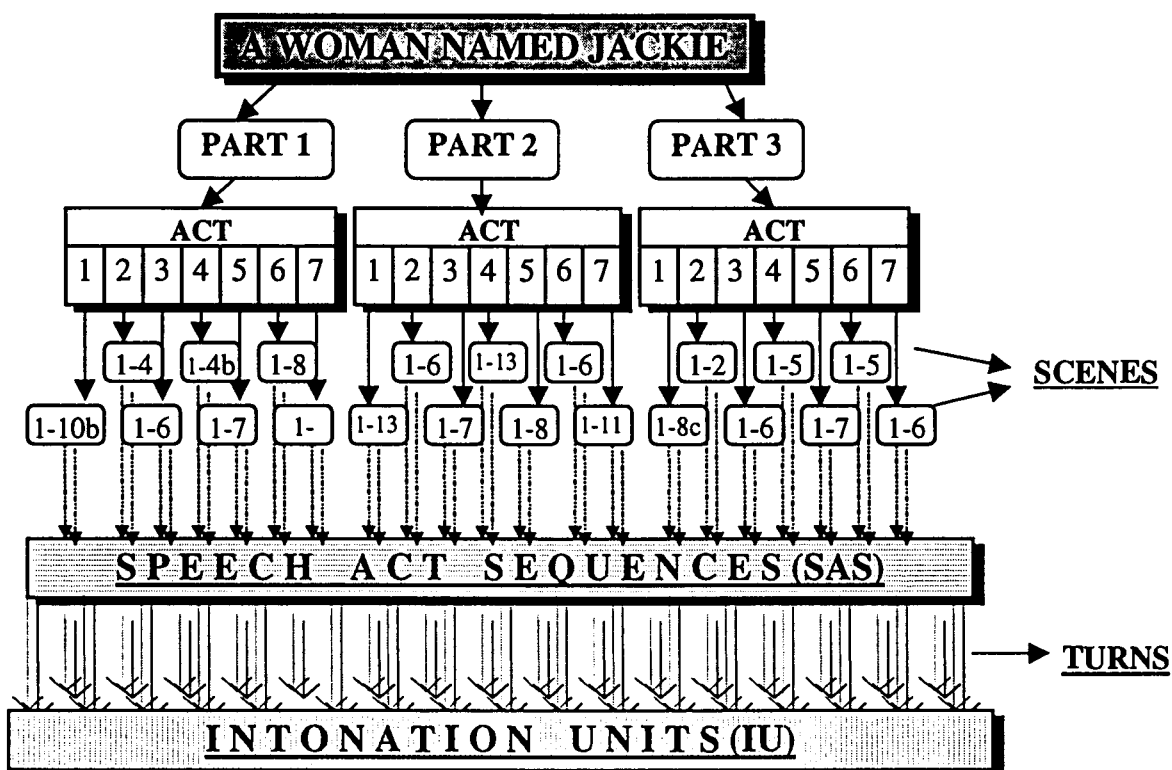 A WOMAN NAMED JACKIE
PART 1 PART 2 PART 3
ACT ACT ACT
1 2 3 4 5 6 7 1 2 3 4 5 6 7 1 2 3 4 5 6 7
1-4 1-4b 1-8 1-6 1-13 1-6 1-2 1-5 1-5
SCENES
1-10b 1-6 1-7 1- 1-13 1-7 1-8 1-11 1-8c 1-6 1-7 1-6
SPEECH ACT SEQUENCES (SAS)
TURNS
INTONATION UNITS (IU)